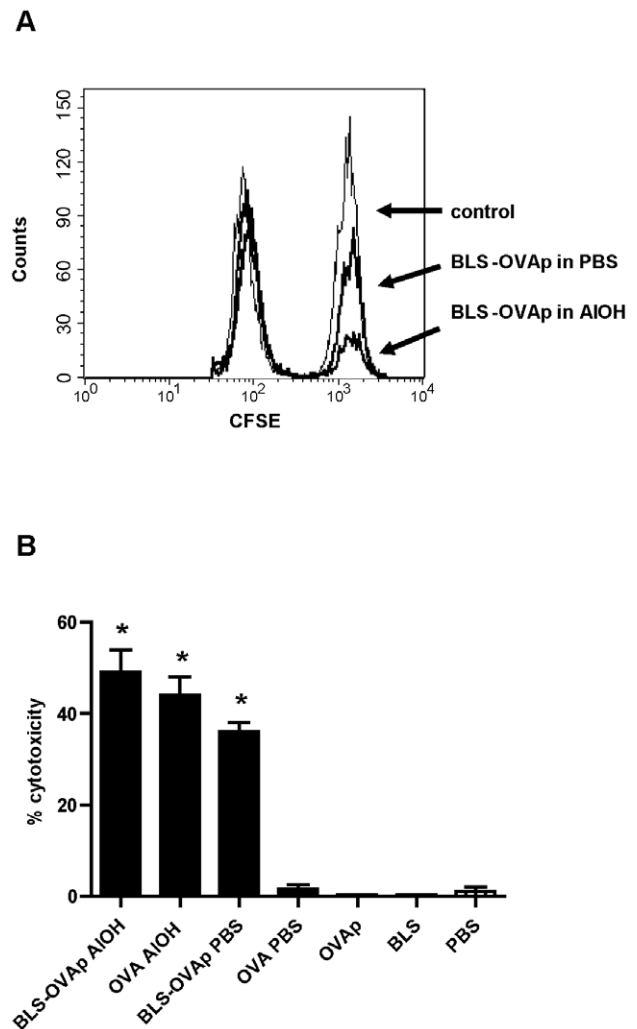 A
150
120
90
60
30
0
Counts
10^0 10^1 10^2 10^3 10^4
CFSE
control
BLS-OVAp in PBS
BLS-OVAp in AlOH
B
60
40
20
0
% cytotoxicity
* * *
BLS-OVAp AlOH
OVA AlOH
BLS-OVAp PBS
OVA PBS
OVAp
BLS
PBS